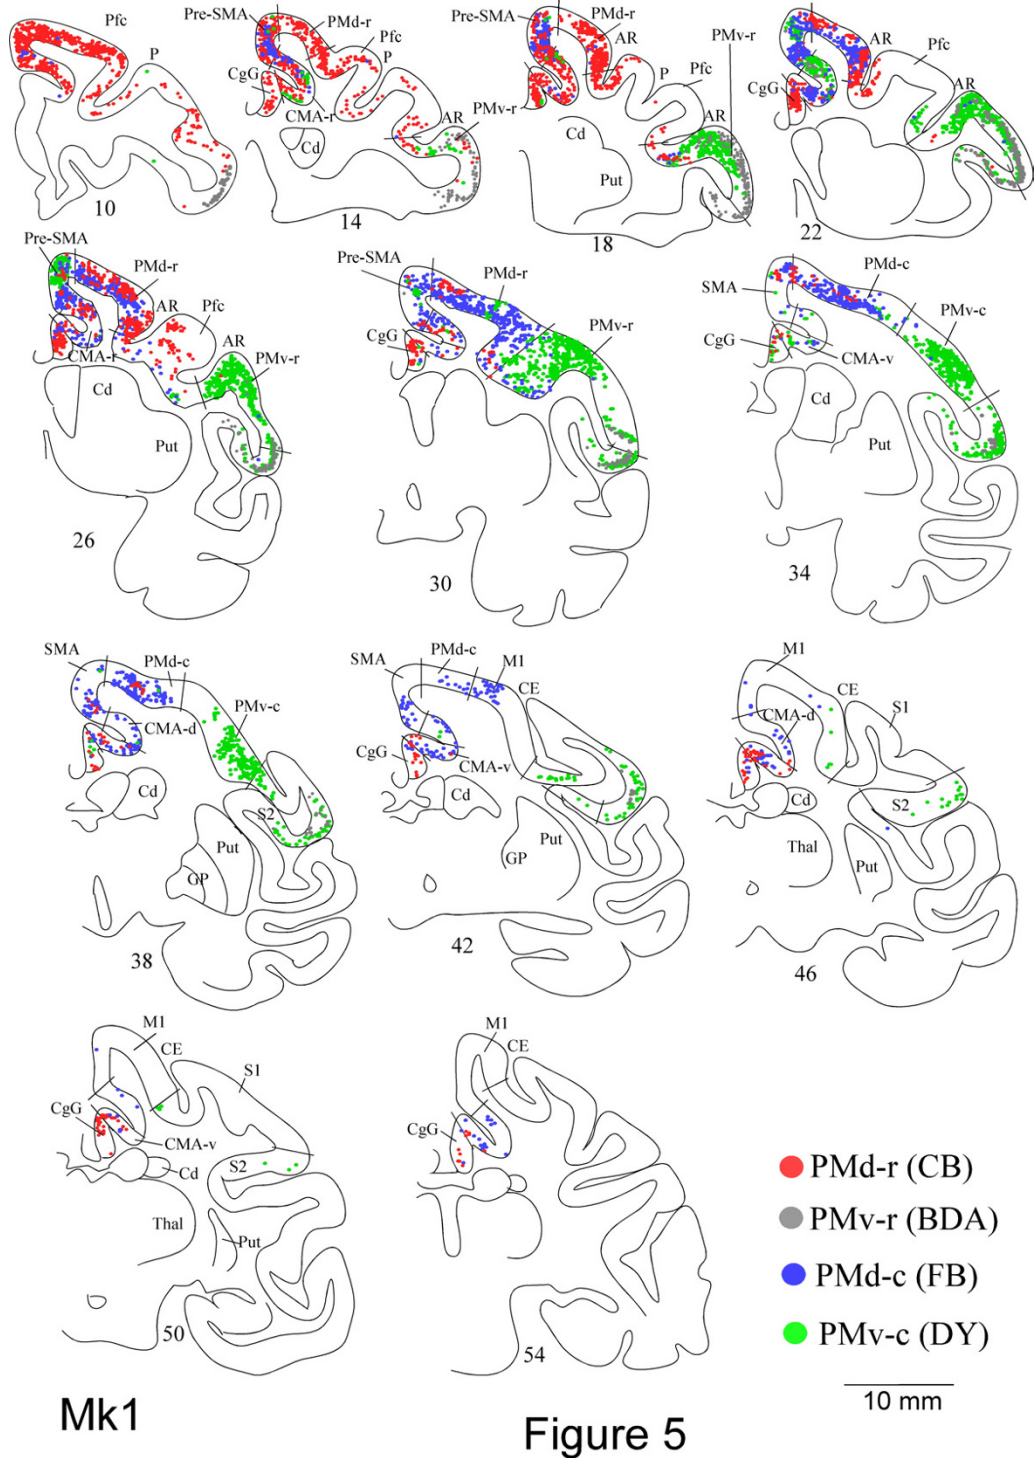 Pfc
P
10
Pre-SMA
PMd-r
Pfc
P
CgG
CMA-r
AR
PMv-r
Cd
14
Pre-SMA
PMd-r
AR
PMv-r
P
Pfc
CgG
AR
Cd
Put
18
AR
Pfc
CgG
AR
22
Pre-SMA
PMd-r
AR
Pfc
AR
CMA-r
PMv-r
Cd
Put
26
Pre-SMA
PMd-r
PMv-r
CgG
30
PMd-c
SMA
PMv-c
CgG
CMA-v
Cd
Put
34
SMA
PMd-c
PMv-c
CMA-d
Cd
S2
Put
GP
38
PMd-c
SMA
M1
CE
CgG
CMA-v
Cd
Put
GP
42
M1
CE
S1
CMA-d
Cd
S2
Thal
Put
46
M1
CE
S1
CgG
CMA-v
S2
Cd
Thal
Put
50
M1
CE
CgG
54
PMd-r (CB)
PMv-r (BDA)
PMd-c (FB)
PMv-c (DY)
10 mm
Mk1
Figure 5